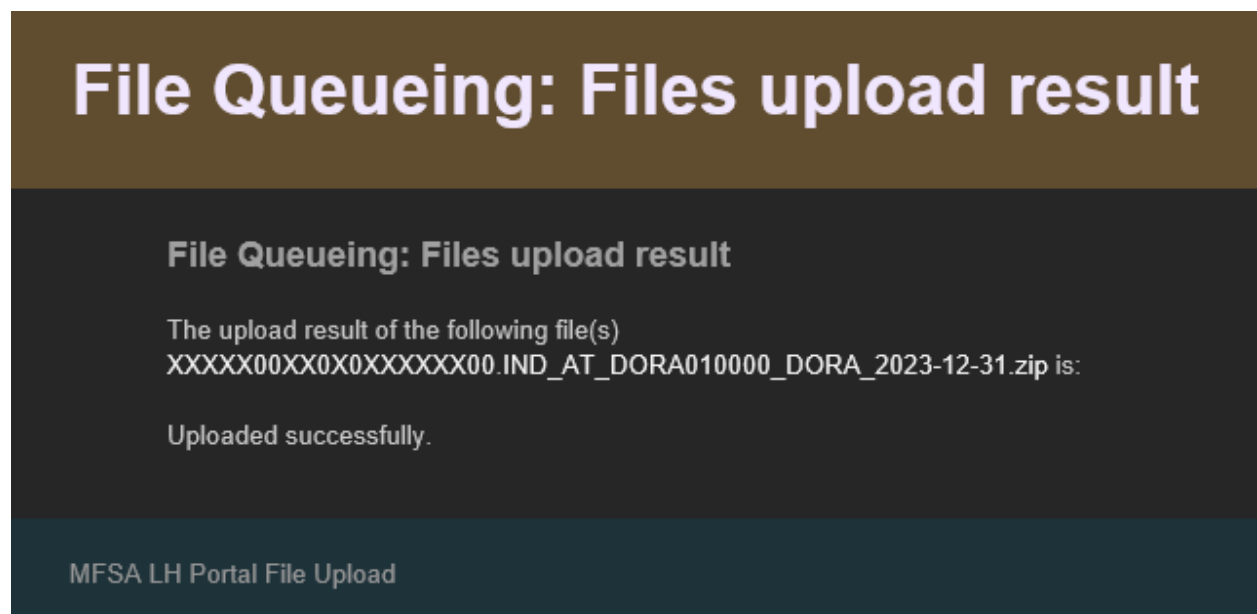 File Queueing: Files upload result
File Queueing: Files upload result
The upload result of the following file(s)
XXXXX00XX0X0XXXXXX00.IND_AT_DORA010000_DORA_2023-12-31.zip is:
Uploaded successfully.
MFSA LH Portal File Upload